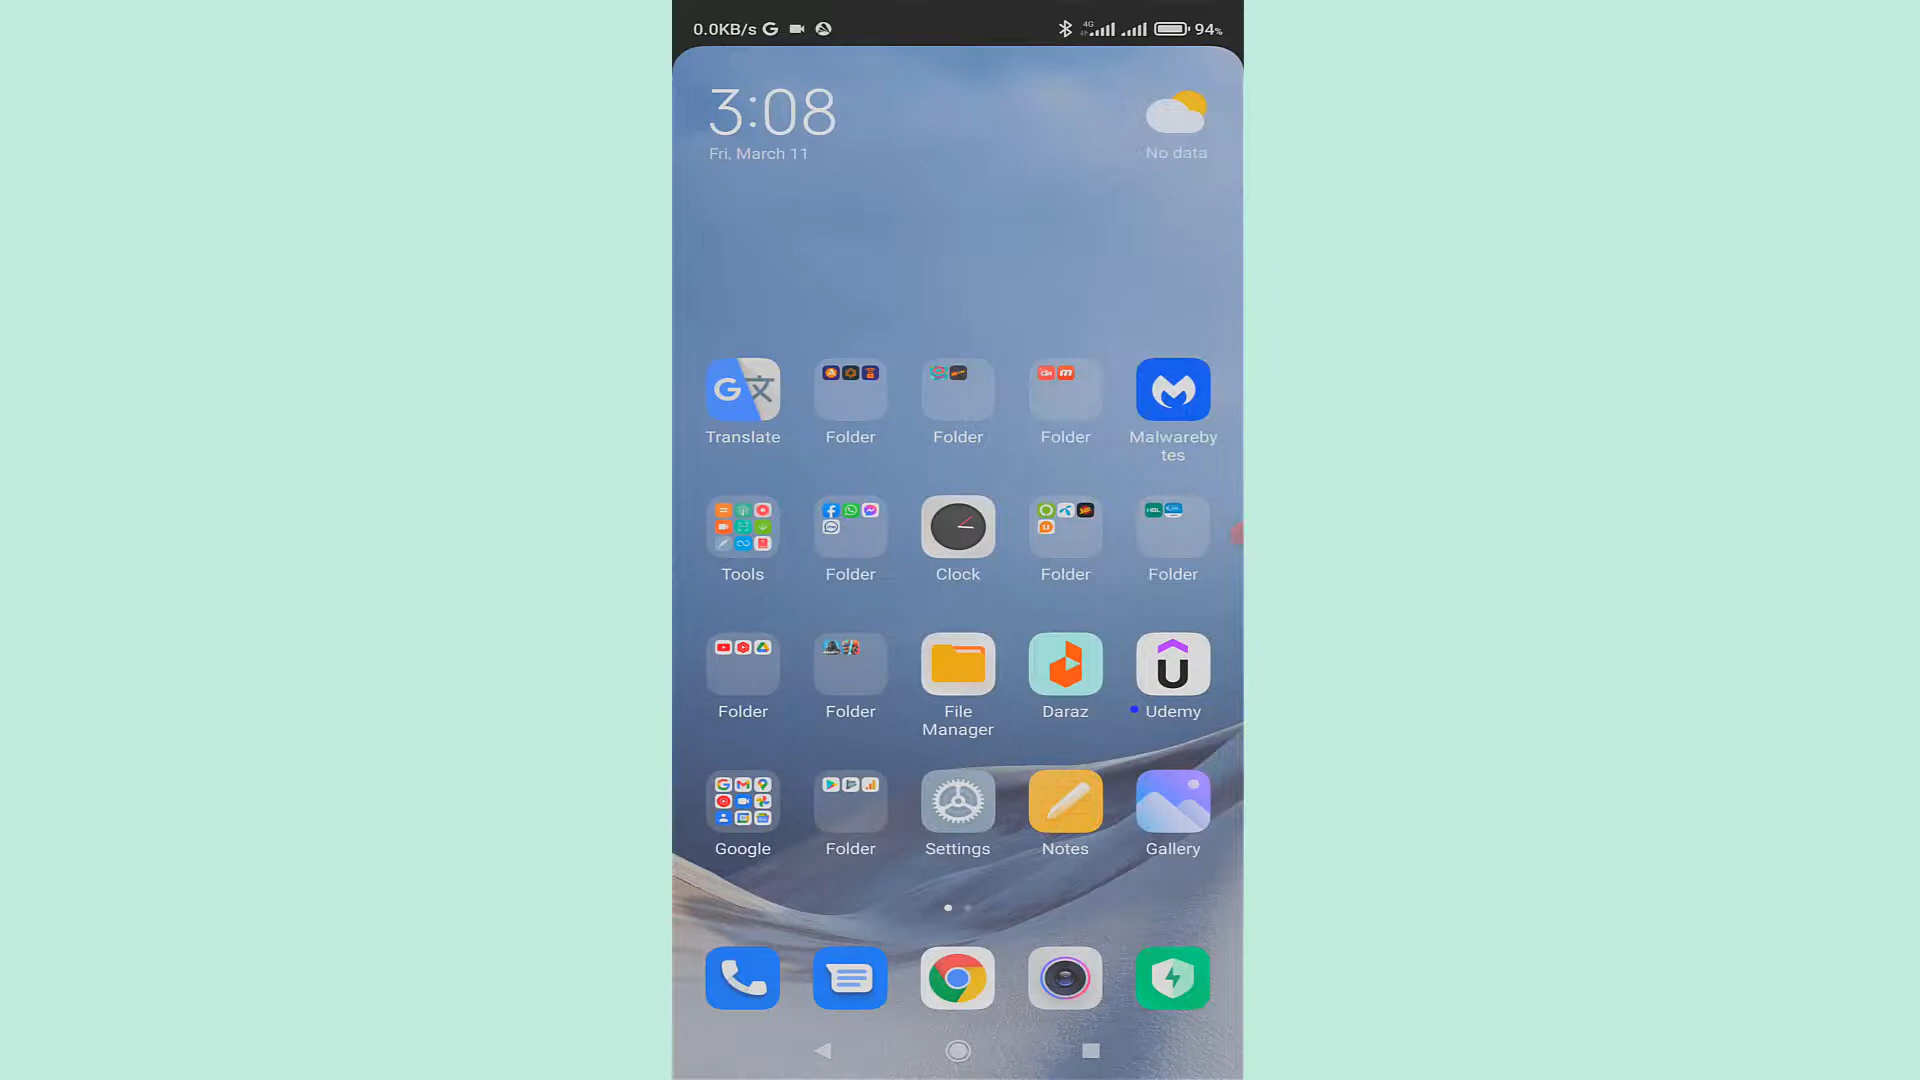 0.0KB/s
4G
94%
3:08
Fri, March 11
No data
Translate
Folder
Folder
Folder
Malwareby
tes
Tools
Folder
Clock
Folder
Folder
Folder
Folder
File
Manager
Daraz
Udemy
Google
Folder
Settings
Notes
Gallery